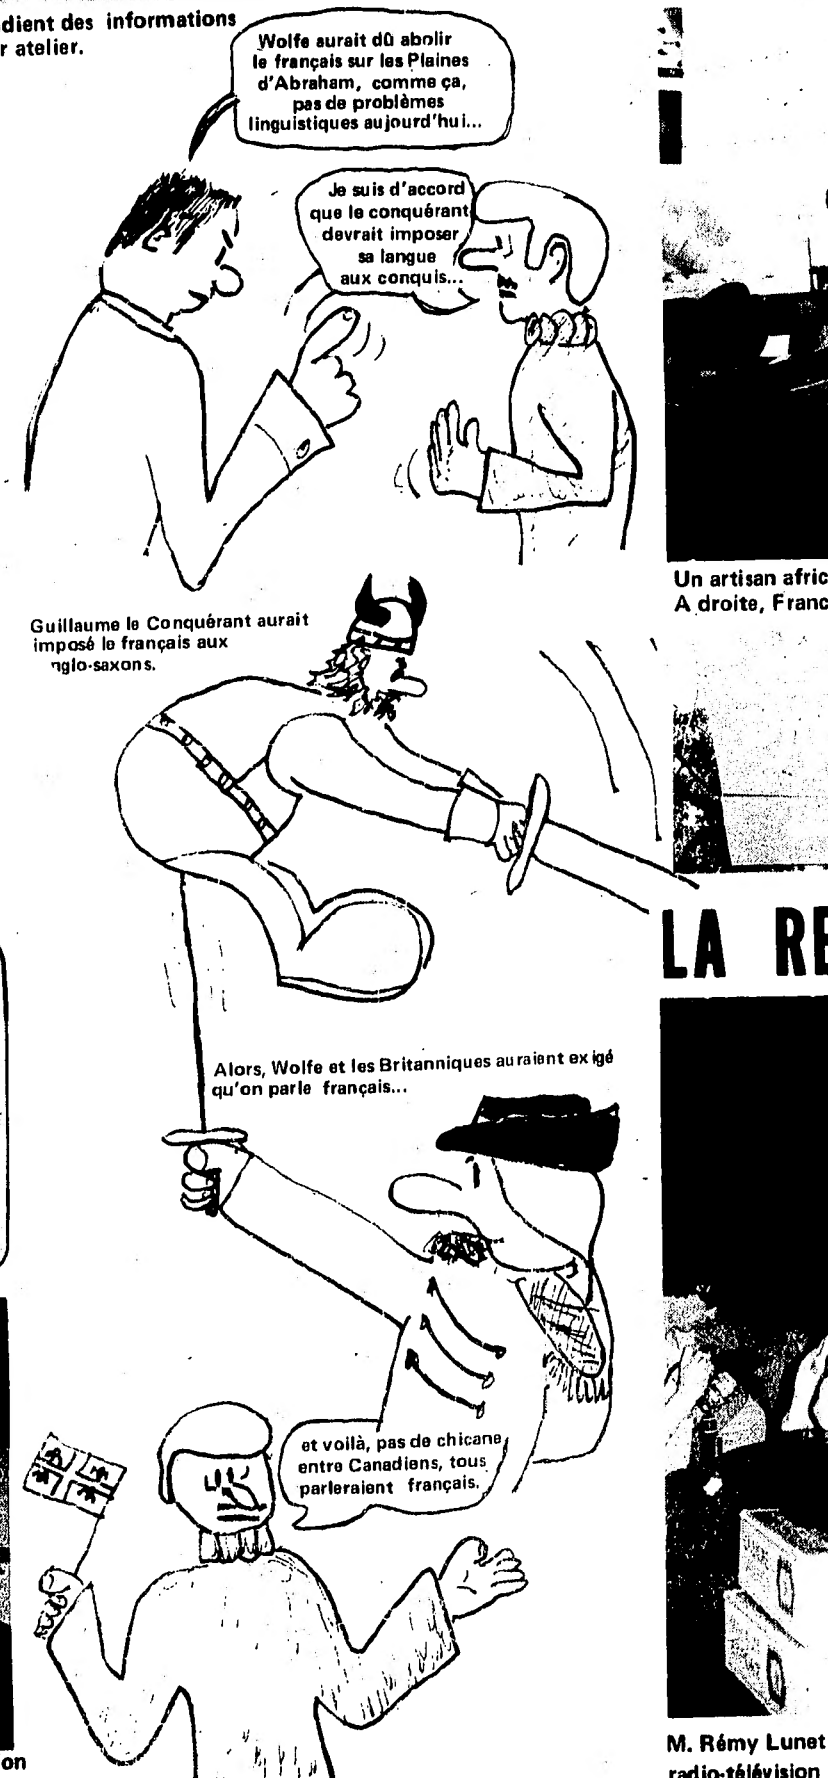 dient des informations
r atelier.
Wolfe aurait dû abolir
le français sur les Plaines
d'Abraham, comme ça,
pas de problèmes
linguistiques aujourd'hui...
Je suis d'accord
que le conquérant
devrait imposer
sa langue
aux conquis...
Guillaume le Conquérant aurait
imposé le français aux
nglo-saxons.
Alors, Wolfe et les Britanniques auraient exigé
qu'on parle français...
et voilà, pas de chicane
entre Canadiens, tous
parleraient français.
on
Un artisan afric
A droite, Franc
LA RE
M. Rémy Lunet
radio-télévision